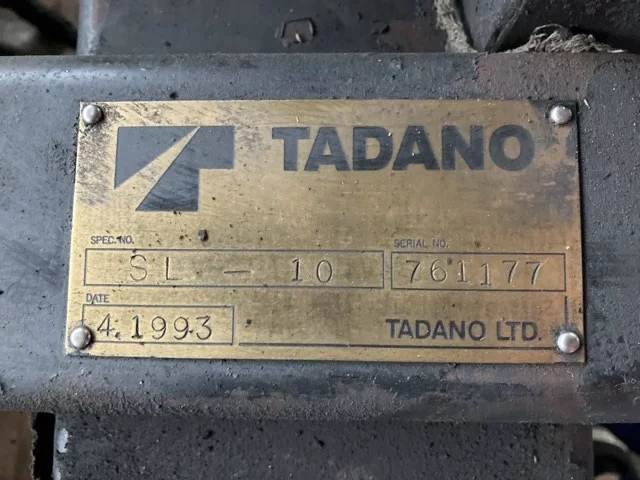 TADANO
SPEC. NO. SERIAL NO.
SL - 10 761177
DATE
4.1993 TADANO LTD.